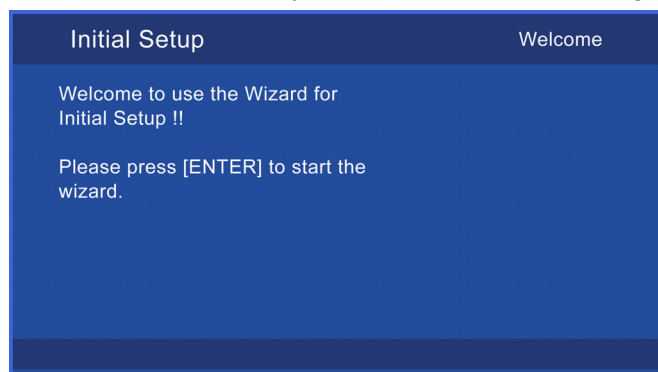 Initial Setup
Welcome
Welcome to use the Wizard for
Initial Setup !!
Please press [ENTER] to start the
wizard.